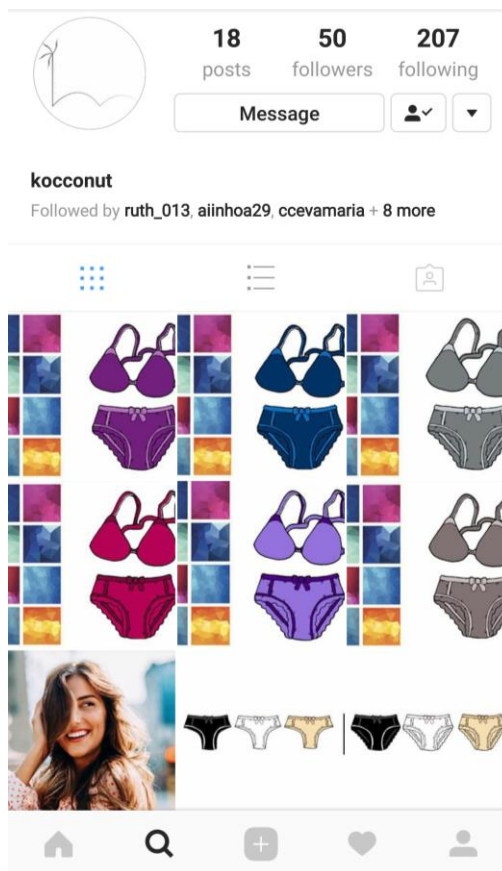 18 50 207
posts followers following
Message
kocconut
Followed by ruth_013, aiinhoa29, ccevamaria + 8 more